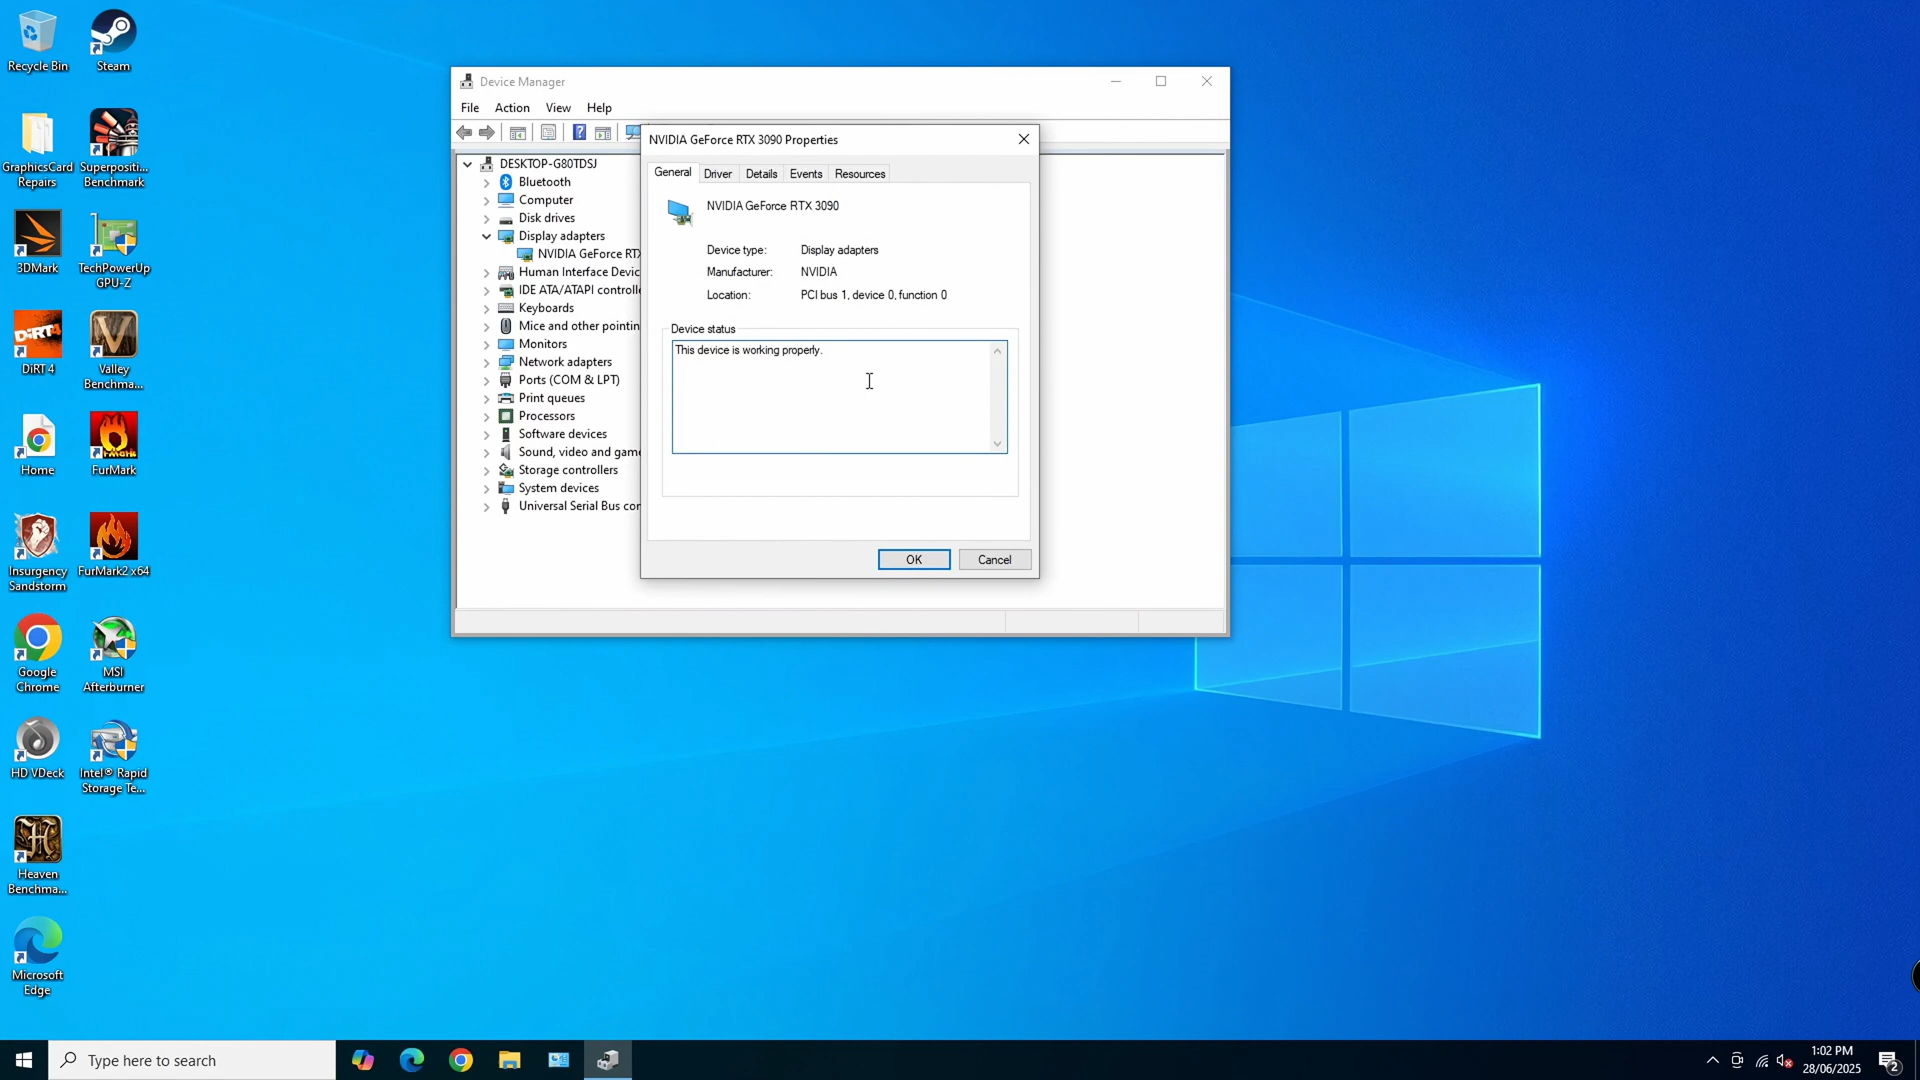 Recycle Bin
Steam
GraphicsCard
Repairs
Superpositi...
Benchmark
3DMark
TechPowerUp
GPU-Z
DiRT 4
Valley
Benchma...
Home
FurMark
Insurgency
Sandstorm
FurMark2 x64
Google
Chrome
MSI
Afterburner
HD VDeck
Intel® Rapid
Storage Te...
Heaven
Benchma...
Microsoft
Edge
Device Manager
File Action View Help
DESKTOP-G80TDSJ
Bluetooth
Computer
Disk drives
Display adapters
NVIDIA GeForce RTX
Human Interface Devic
IDE ATA/ATAPI controlle
Keyboards
Mice and other pointin
Monitors
Network adapters
Ports (COM & LPT)
Print queues
Processors
Software devices
Sound, video and game
Storage controllers
System devices
Universal Serial Bus cor
NVIDIA GeForce RTX 3090 Properties
General Driver Details Events Resources
NVIDIA GeForce RTX 3090
Device type: Display adapters
Manufacturer: NVIDIA
Location: PCI bus 1, device 0, function 0
Device status
This device is working properly.
OK Cancel
Type here to search
1:02 PM
28/06/2025
2